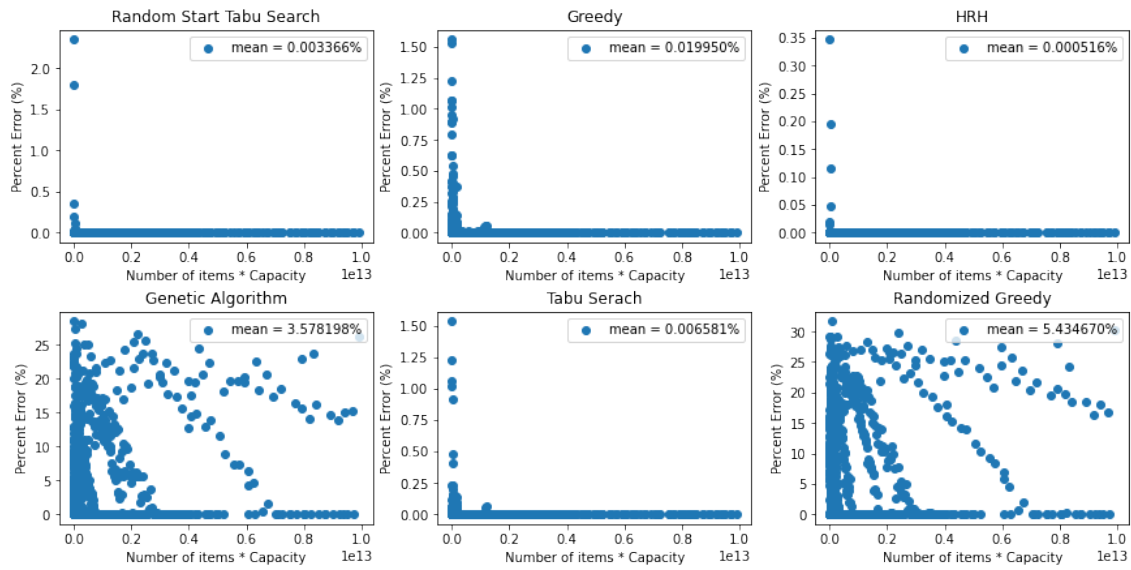 Random Start Tabu Search
mean = 0.003366%
Percent Error (%)
2.0
1.5
1.0
0.5
0.0
0.0 0.2 0.4 0.6 0.8 1.0
Number of items * Capacity
1e13
Greedy
mean = 0.019950%
Percent Error (%)
1.50
1.25
1.00
0.75
0.50
0.25
0.00
0.0 0.2 0.4 0.6 0.8 1.0
Number of items * Capacity
1e13
HRH
mean = 0.000516%
Percent Error (%)
0.35
0.30
0.25
0.20
0.15
0.10
0.05
0.00
0.0 0.2 0.4 0.6 0.8 1.0
Number of items * Capacity
1e13
Genetic Algorithm
mean = 3.578198%
Percent Error (%)
25
20
15
10
5
0
0.0 0.2 0.4 0.6 0.8 1.0
Number of items * Capacity
1e13
Tabu Serach
mean = 0.006581%
Percent Error (%)
1.50
1.25
1.00
0.75
0.50
0.25
0.00
0.0 0.2 0.4 0.6 0.8 1.0
Number of items * Capacity
1e13
Randomized Greedy
mean = 5.434670%
Percent Error (%)
30
25
20
15
10
5
0
0.0 0.2 0.4 0.6 0.8 1.0
Number of items * Capacity
1e13